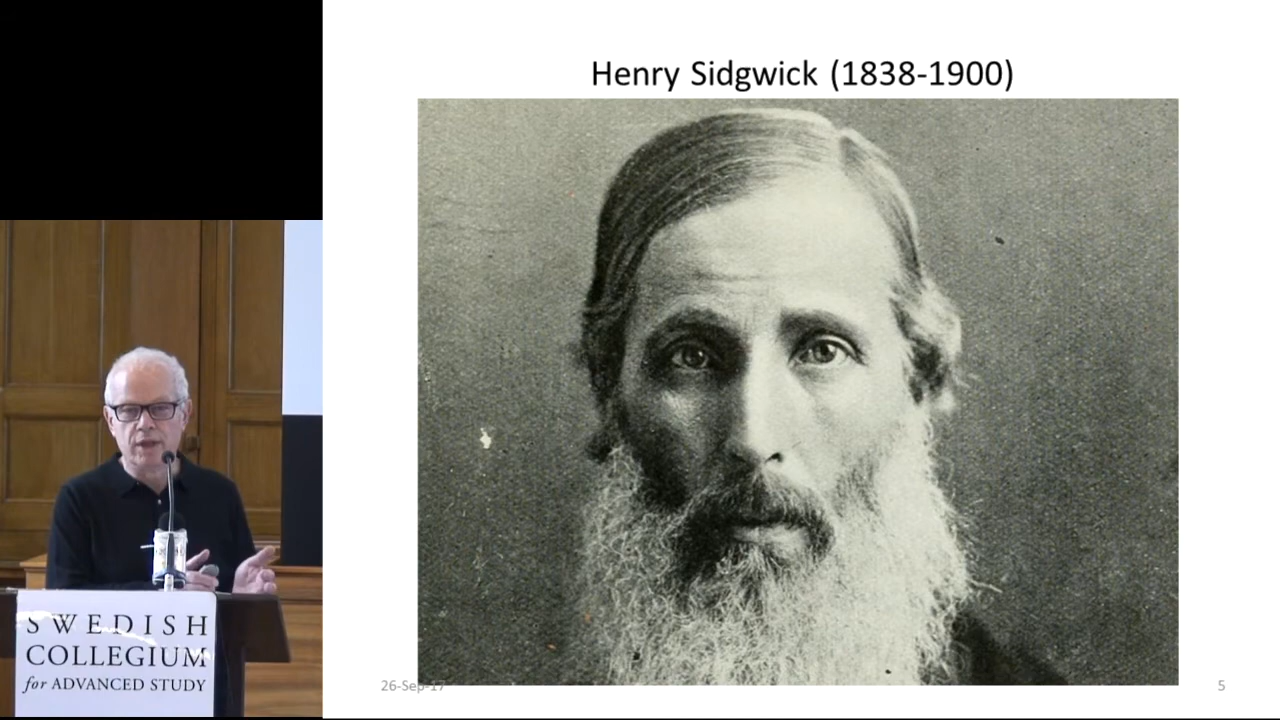 Henry Sidgwick (1838-1900)
SWEDISH
COLLEGIUM
for ADVANCED STUDY
26-Sep-17
5